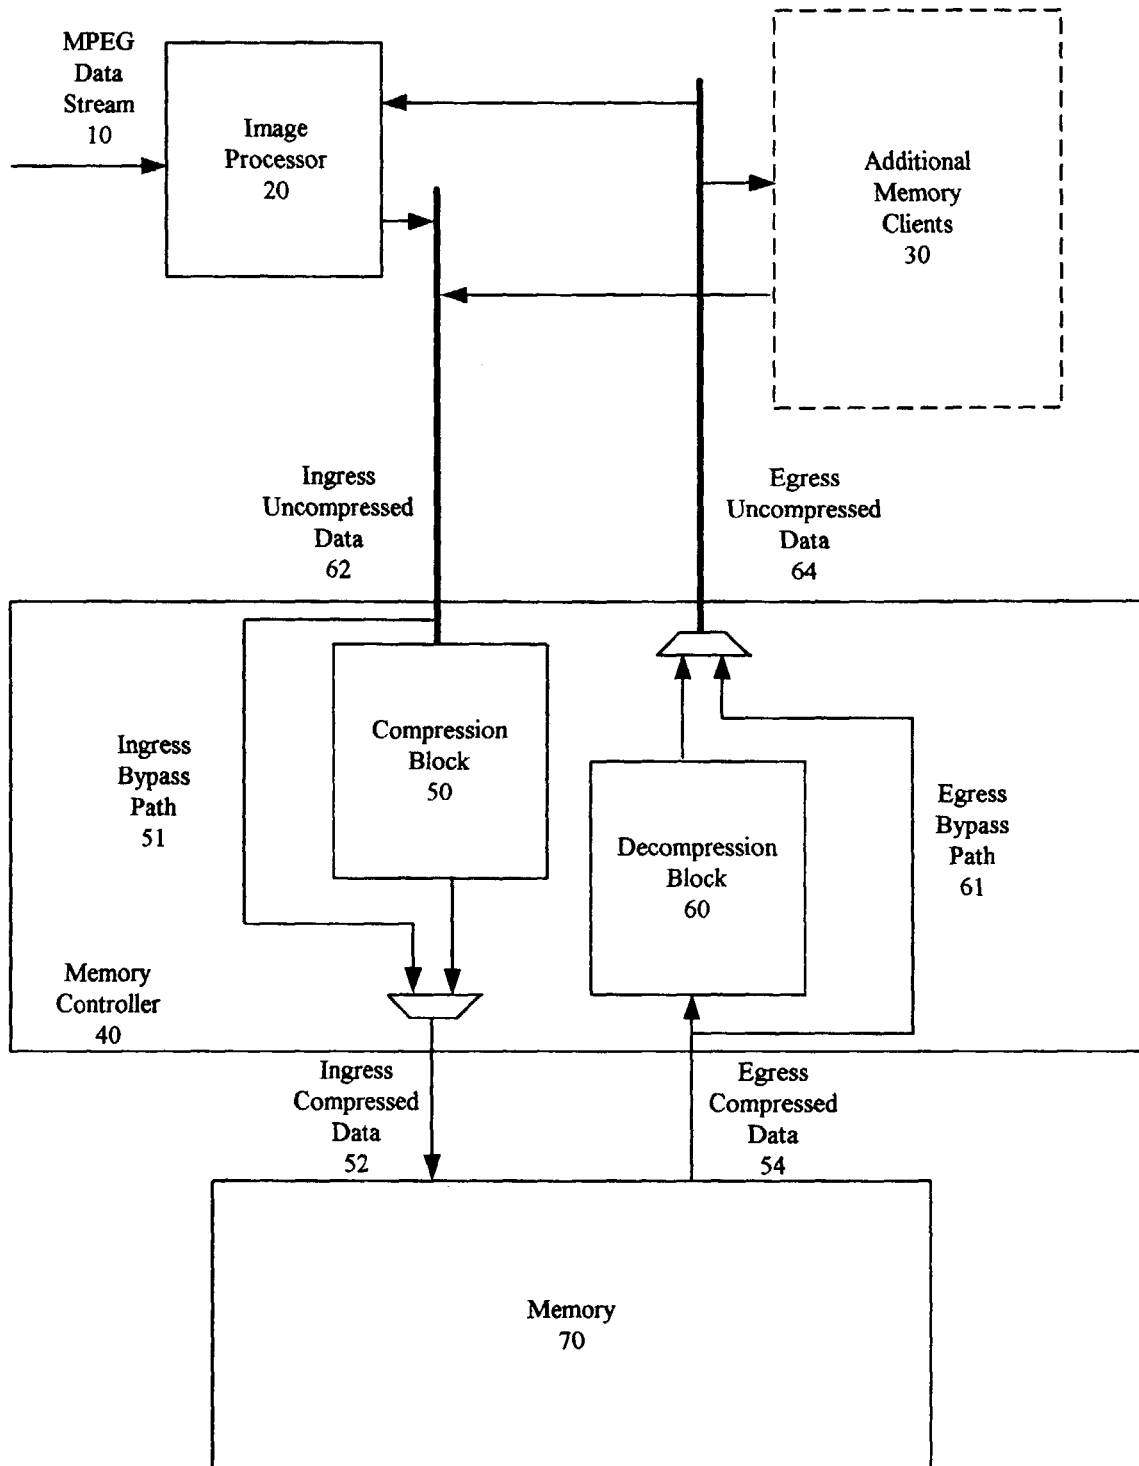 MPEG
Data
Stream
10
Image
Processor
20
Additional
Memory
Clients
30
Ingress
Uncompressed
Data
62
Egress
Uncompressed
Data
64
Ingress
Bypass
Path
51
Compression
Block
50
Decompression
Block
60
Egress
Bypass
Path
61
Memory
Controller
40
Ingress
Compressed
Data
52
Egress
Compressed
Data
54
Memory
70